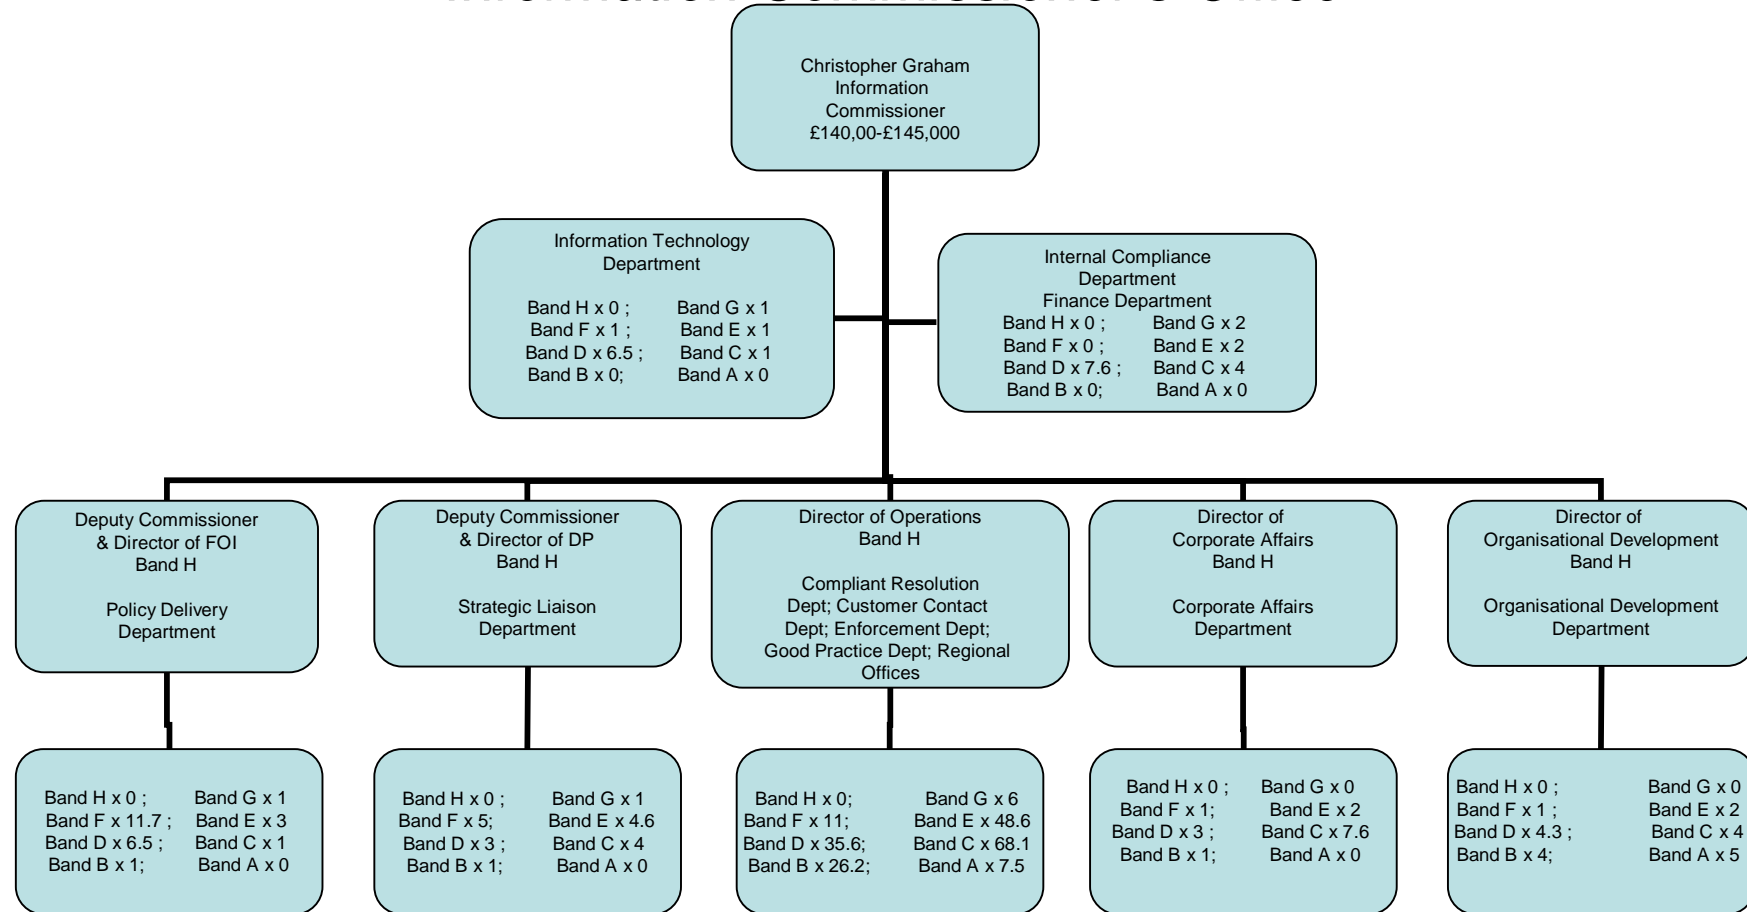 Information Commissioner's Office
Christopher Graham
Information
Commissioner
£140,00-£145,000
Information Technology
Department
Band H x 0 ; Band G x 1
Band F x 1 ; Band E x 1
Band D x 6.5 ; Band C x 1
Band B x 0; Band A x 0
Internal Compliance
Department
Finance Department
Band H x 0 ; Band G x 2
Band F x 0 ; Band E x 2
Band D x 7.6 ; Band C x 4
Band B x 0; Band A x 0
Deputy Commissioner
& Director of FOI
Band H
Policy Delivery
Department
Deputy Commissioner
& Director of DP
Band H
Strategic Liaison
Department
Director of Operations
Band H
Compliant Resolution
Dept; Customer Contact
Dept; Enforcement Dept;
Good Practice Dept; Regional
Offices
Director of
Corporate Affairs
Band H
Corporate Affairs
Department
Director of
Organisational Development
Band H
Organisational Development
Department
Band H x 0 ; Band G x 1
Band F x 11.7 ; Band E x 3
Band D x 6.5 ; Band C x 1
Band B x 1; Band A x 0
Band H x 0 ; Band G x 1
Band F x 5; Band E x 4.6
Band D x 3 ; Band C x 4
Band B x 1; Band A x 0
Band H x 0; Band G x 6
Band F x 11; Band E x 48.6
Band D x 35.6; Band C x 68.1
Band B x 26.2; Band A x 7.5
Band H x 0 ; Band G x 0
Band F x 1; Band E x 2
Band D x 3 ; Band C x 7.6
Band B x 1; Band A x 0
Band H x 0 ; Band G x 0
Band F x 1 ; Band E x 2
Band D x 4.3 ; Band C x 4
Band B x 4; Band A x 5